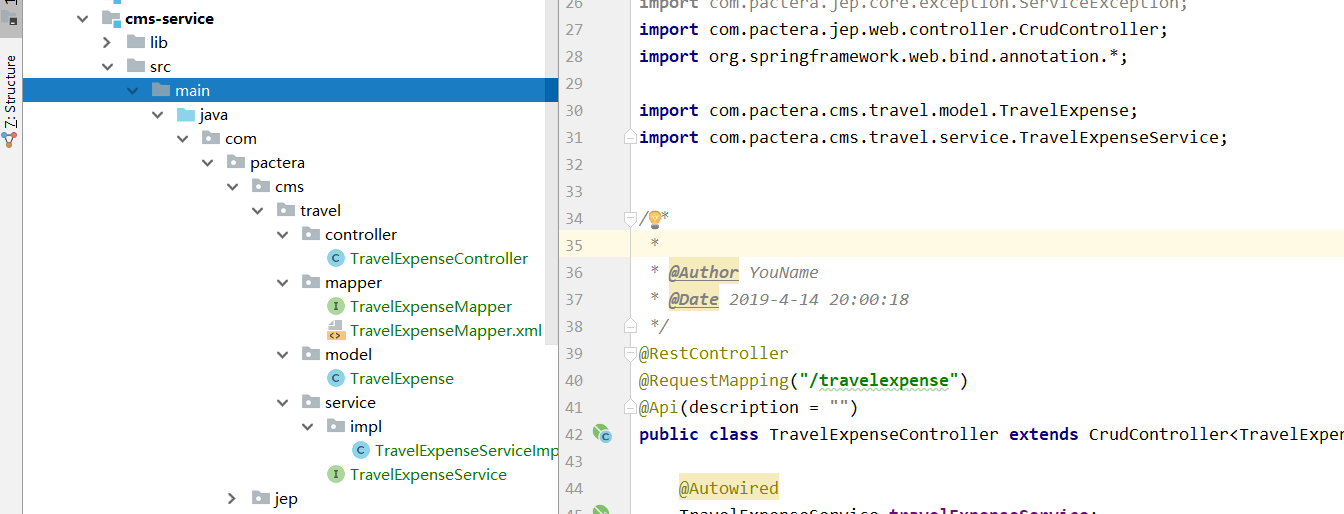 Z: Structure
cms-service
lib
src
main
java
com
pactera
cms
travel
controller
TravelExpenseController
mapper
TravelExpenseMapper
TravelExpenseMapper.xml
model
TravelExpense
service
impl
TravelExpenseServiceImp
TravelExpenseService
jep
26 import com.pactera.jep.core.exception.ServiceException;
27 import com.pactera.jep.web.controller.CrudController;
28 import org.springframework.web.bind.annotation.*;
29
30 import com.pactera.cms.travel.model.TravelExpense;
31 import com.pactera.cms.travel.service.TravelExpenseService;
32
33
34 /**
35 *
36 * @Author YouName
37 * @Date 2019-4-14 20:00:18
38 */
39 @RestController
40 @RequestMapping("/travelexpense")
41 @Api(description = "")
42 public class TravelExpenseController extends CrudController<TravelExpen
43
44 @Autowired
45 TravelExpenseService travelExpenseService;